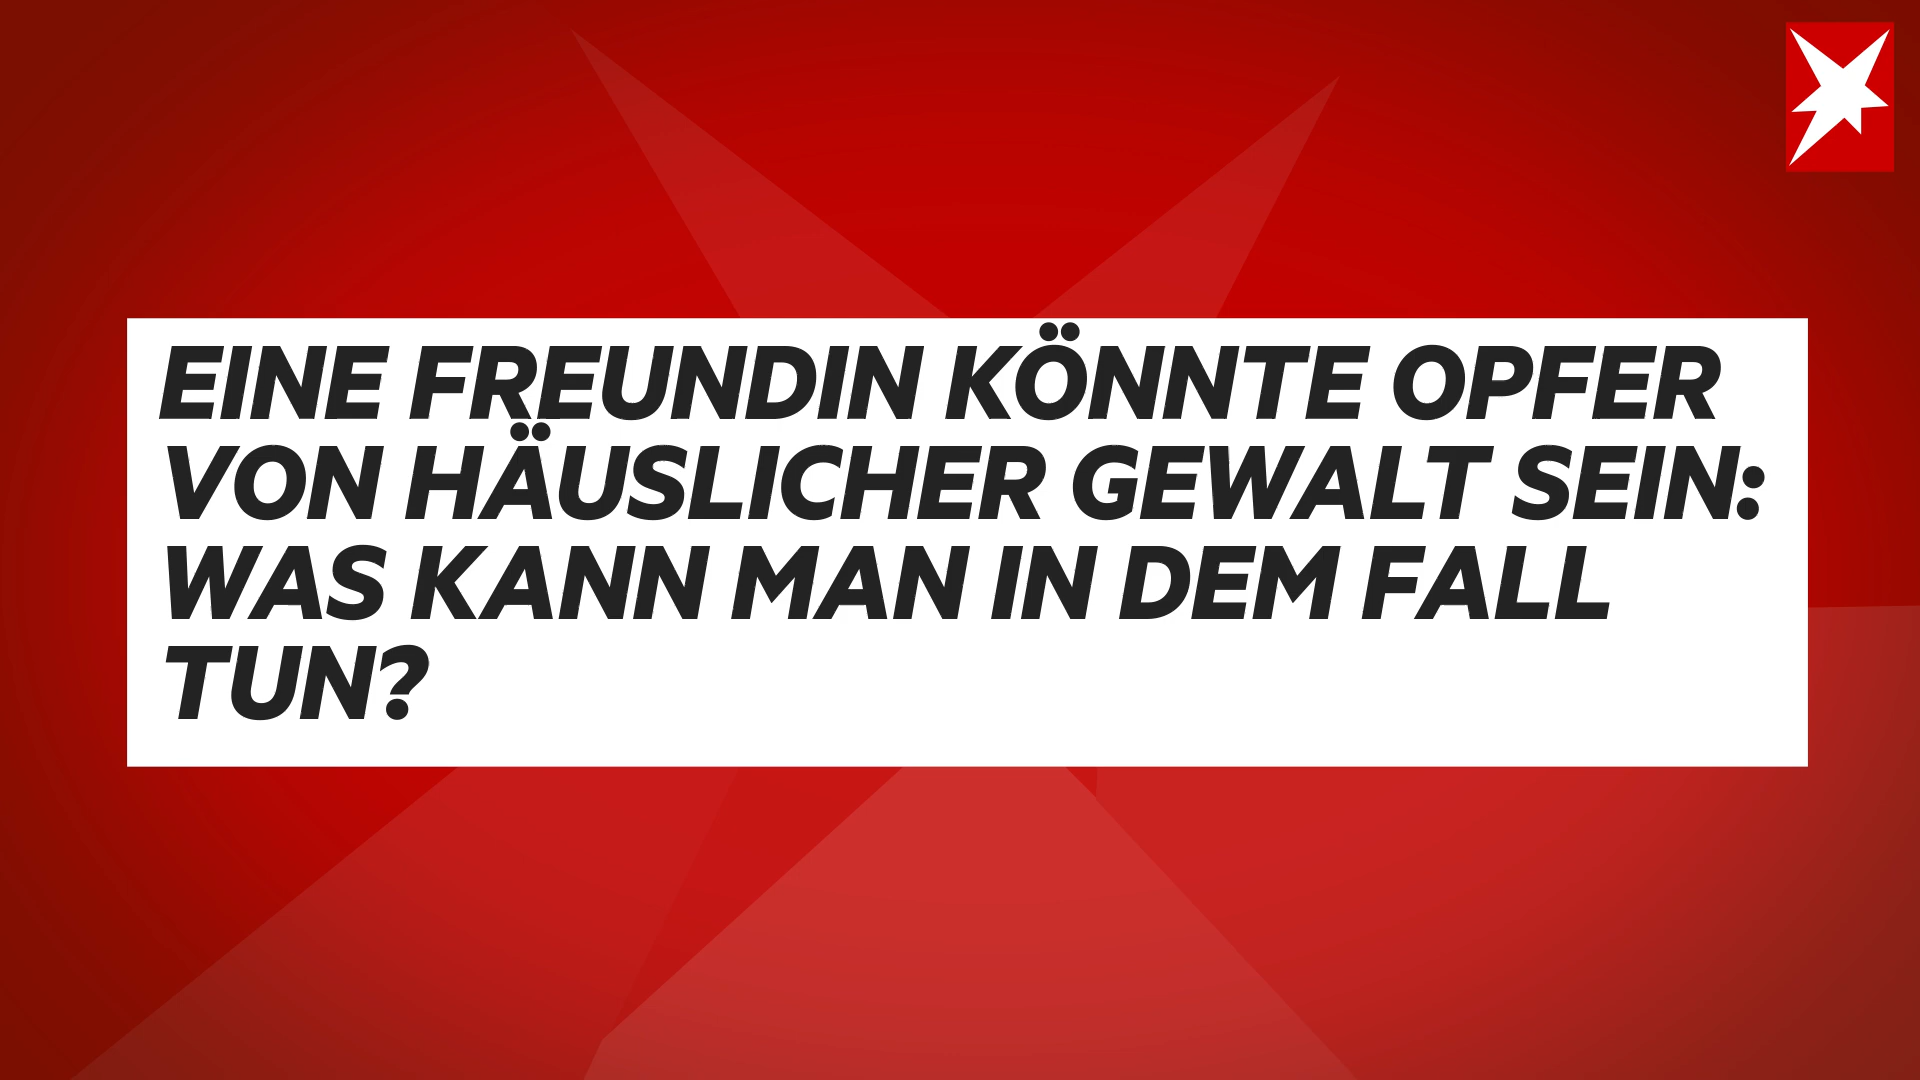 EINE FREUNDIN KÖNNTE OPFER
VON HÄUSLICHER GEWALT SEIN:
WAS KANN MAN IN DEM FALL
TUN?